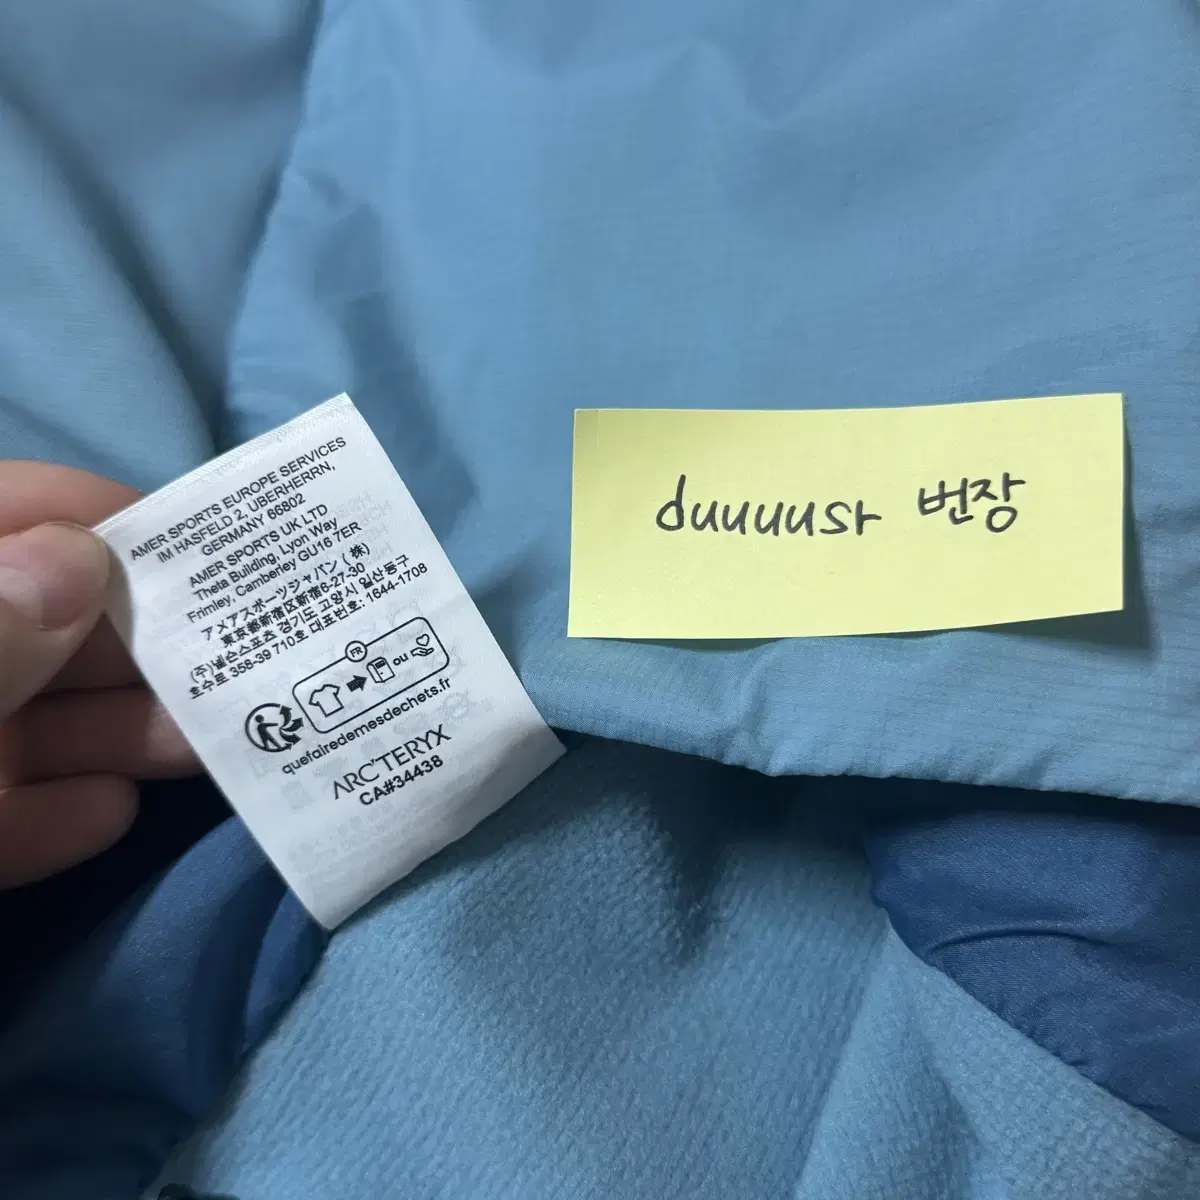 AMER SPORTS EUROPE SERVICES
IM HASFELD 2, UBERHERRN,
GERMANY 66802
AMER SPORTS UK LTD
Theta Building, Lyon Way
Frimley, Camberley GU16 7ER
アメアスポーツジャパン (株)
東京都新宿区新宿6-27-30
(주)넬슨스포츠 경기도 고양시 일산동구
호수로 358-39 710호 대표번호: 1644-1708
FR
ou
quefairedemesdechets.fr
ARC'TERYX
CA#34438
duuuusr 번장